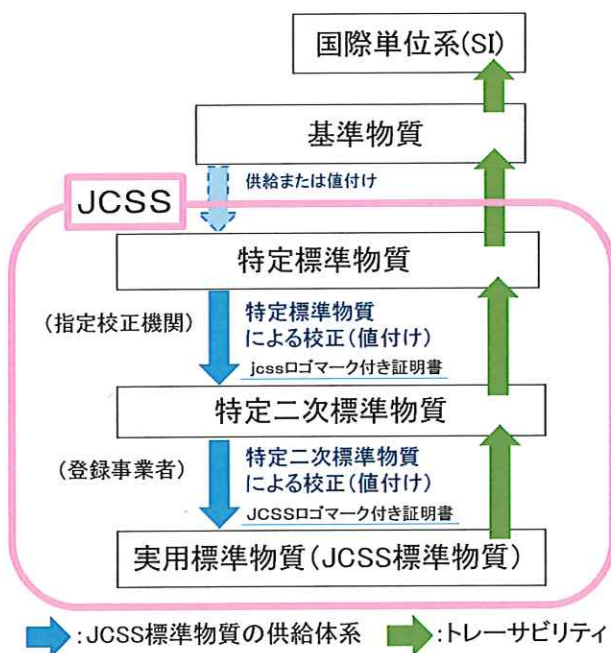 国際単位系(SI)
基準物質
供給または値付け
JCSS
特定標準物質
(指定校正機関)
特定標準物質
による校正(値付け)
jcssロゴマーク付き証明書
特定二次標準物質
(登録事業者)
特定二次標準物質
による校正(値付け)
JCSSロゴマーク付き証明書
実用標準物質(JCSS標準物質)
:JCSS標準物質の供給体系 :トレーサビリティ